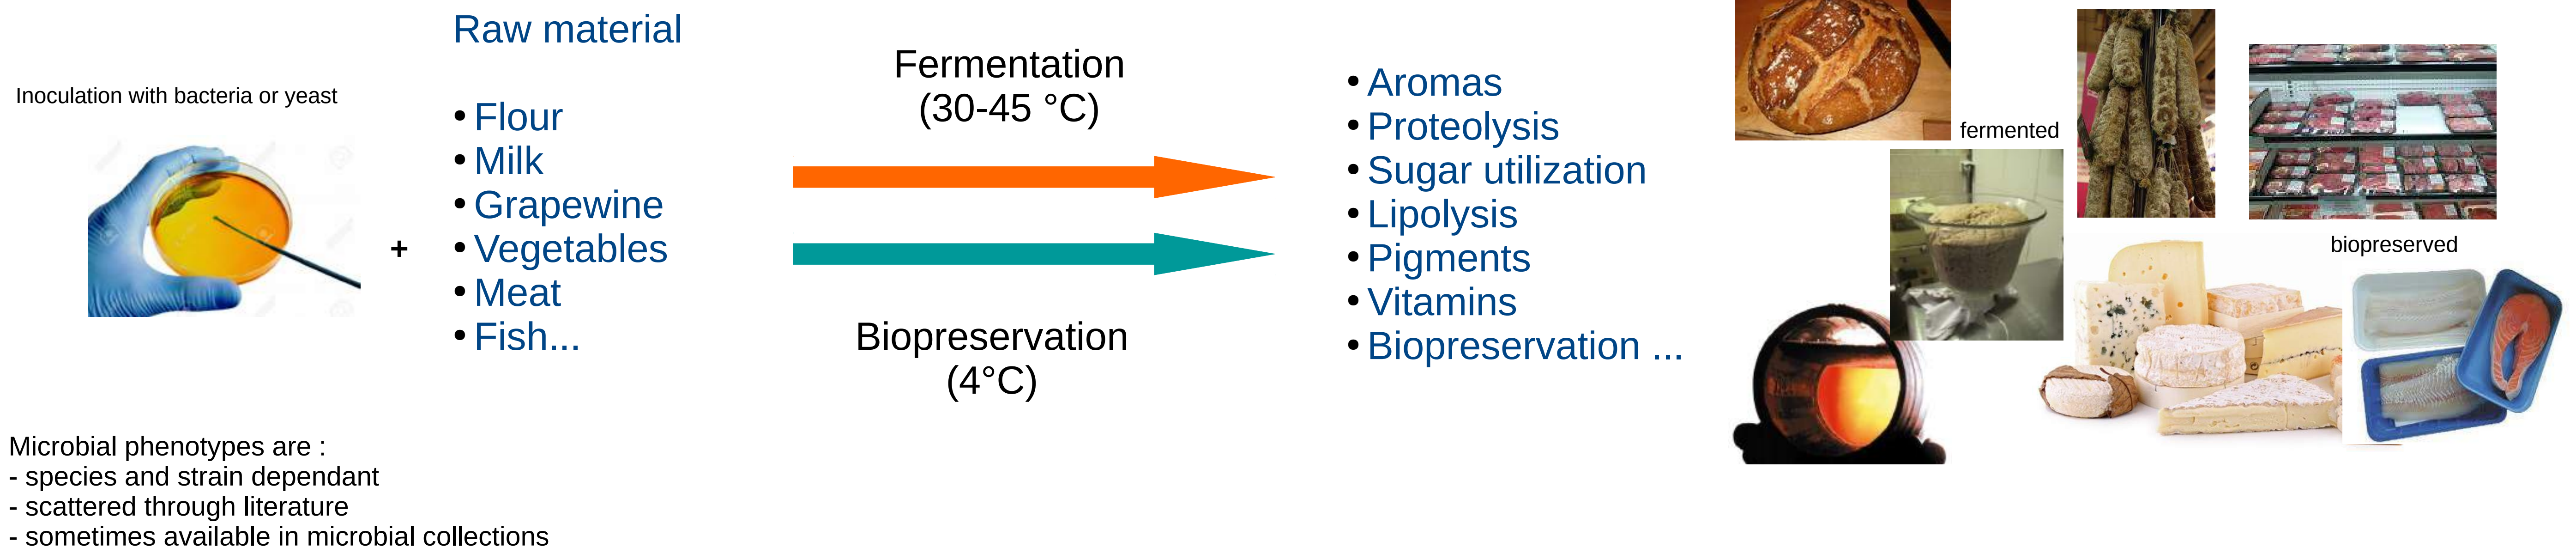 Inoculation with bacteria or yeast
+
Raw material
• Flour
• Milk
• Grapewine
• Vegetables
• Meat
• Fish...
Fermentation
(30-45 °C)
Biopreservation
(4°C)
• Aromas
• Proteolysis
• Sugar utilization
• Lipolysis
• Pigments
• Vitamins
• Biopreservation ...
fermented
biopreserved
Microbial phenotypes are :
- species and strain dependant
- scattered through literature
- sometimes available in microbial collections